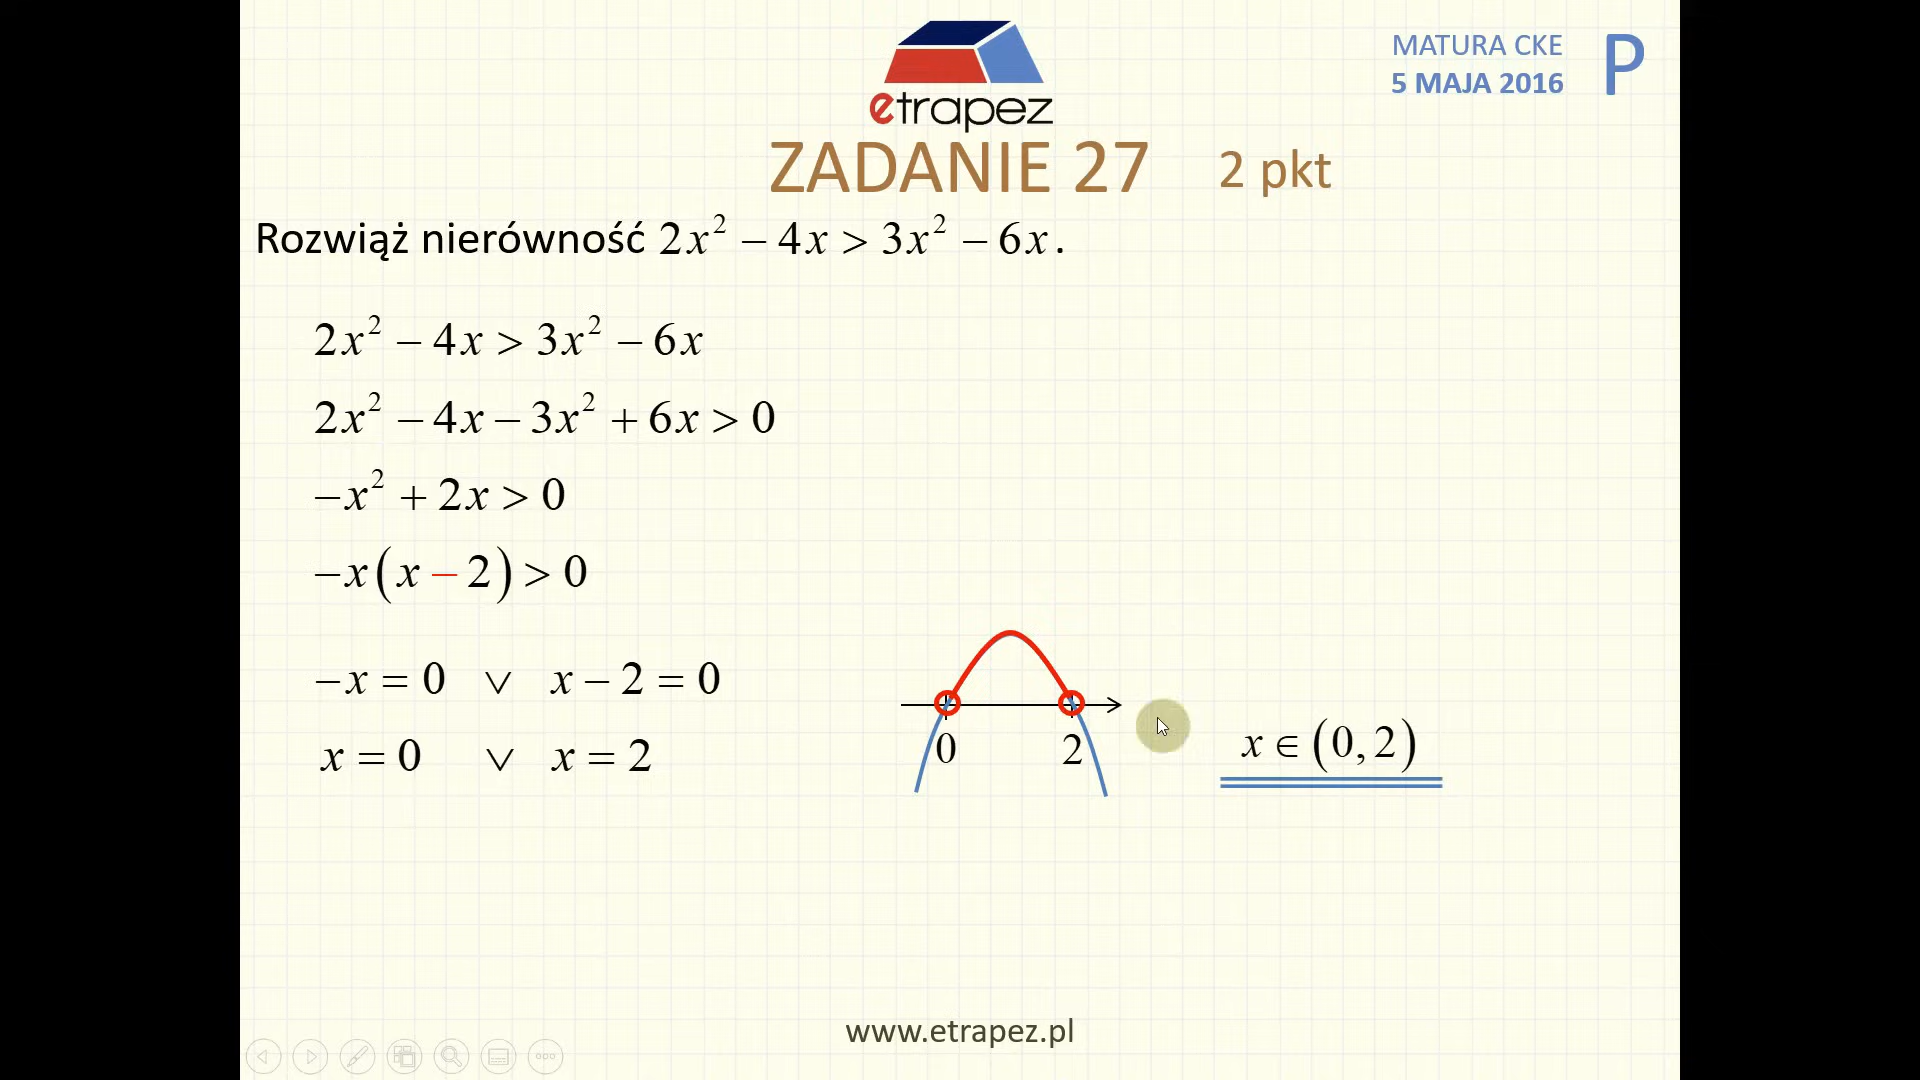 etrapez
MATURA CKE
5 MAJA 2016
P
ZADANIE 27 2 pkt
Rozwiąż nierówność 2x² − 4x > 3x² − 6x.
2x² − 4x > 3x² − 6x
2x² − 4x − 3x² + 6x > 0
−x² + 2x > 0
−x(x − 2) > 0
−x = 0 ∨ x − 2 = 0
x = 0 ∨ x = 2
0 2
x ∈ (0, 2)
www.etrapez.pl